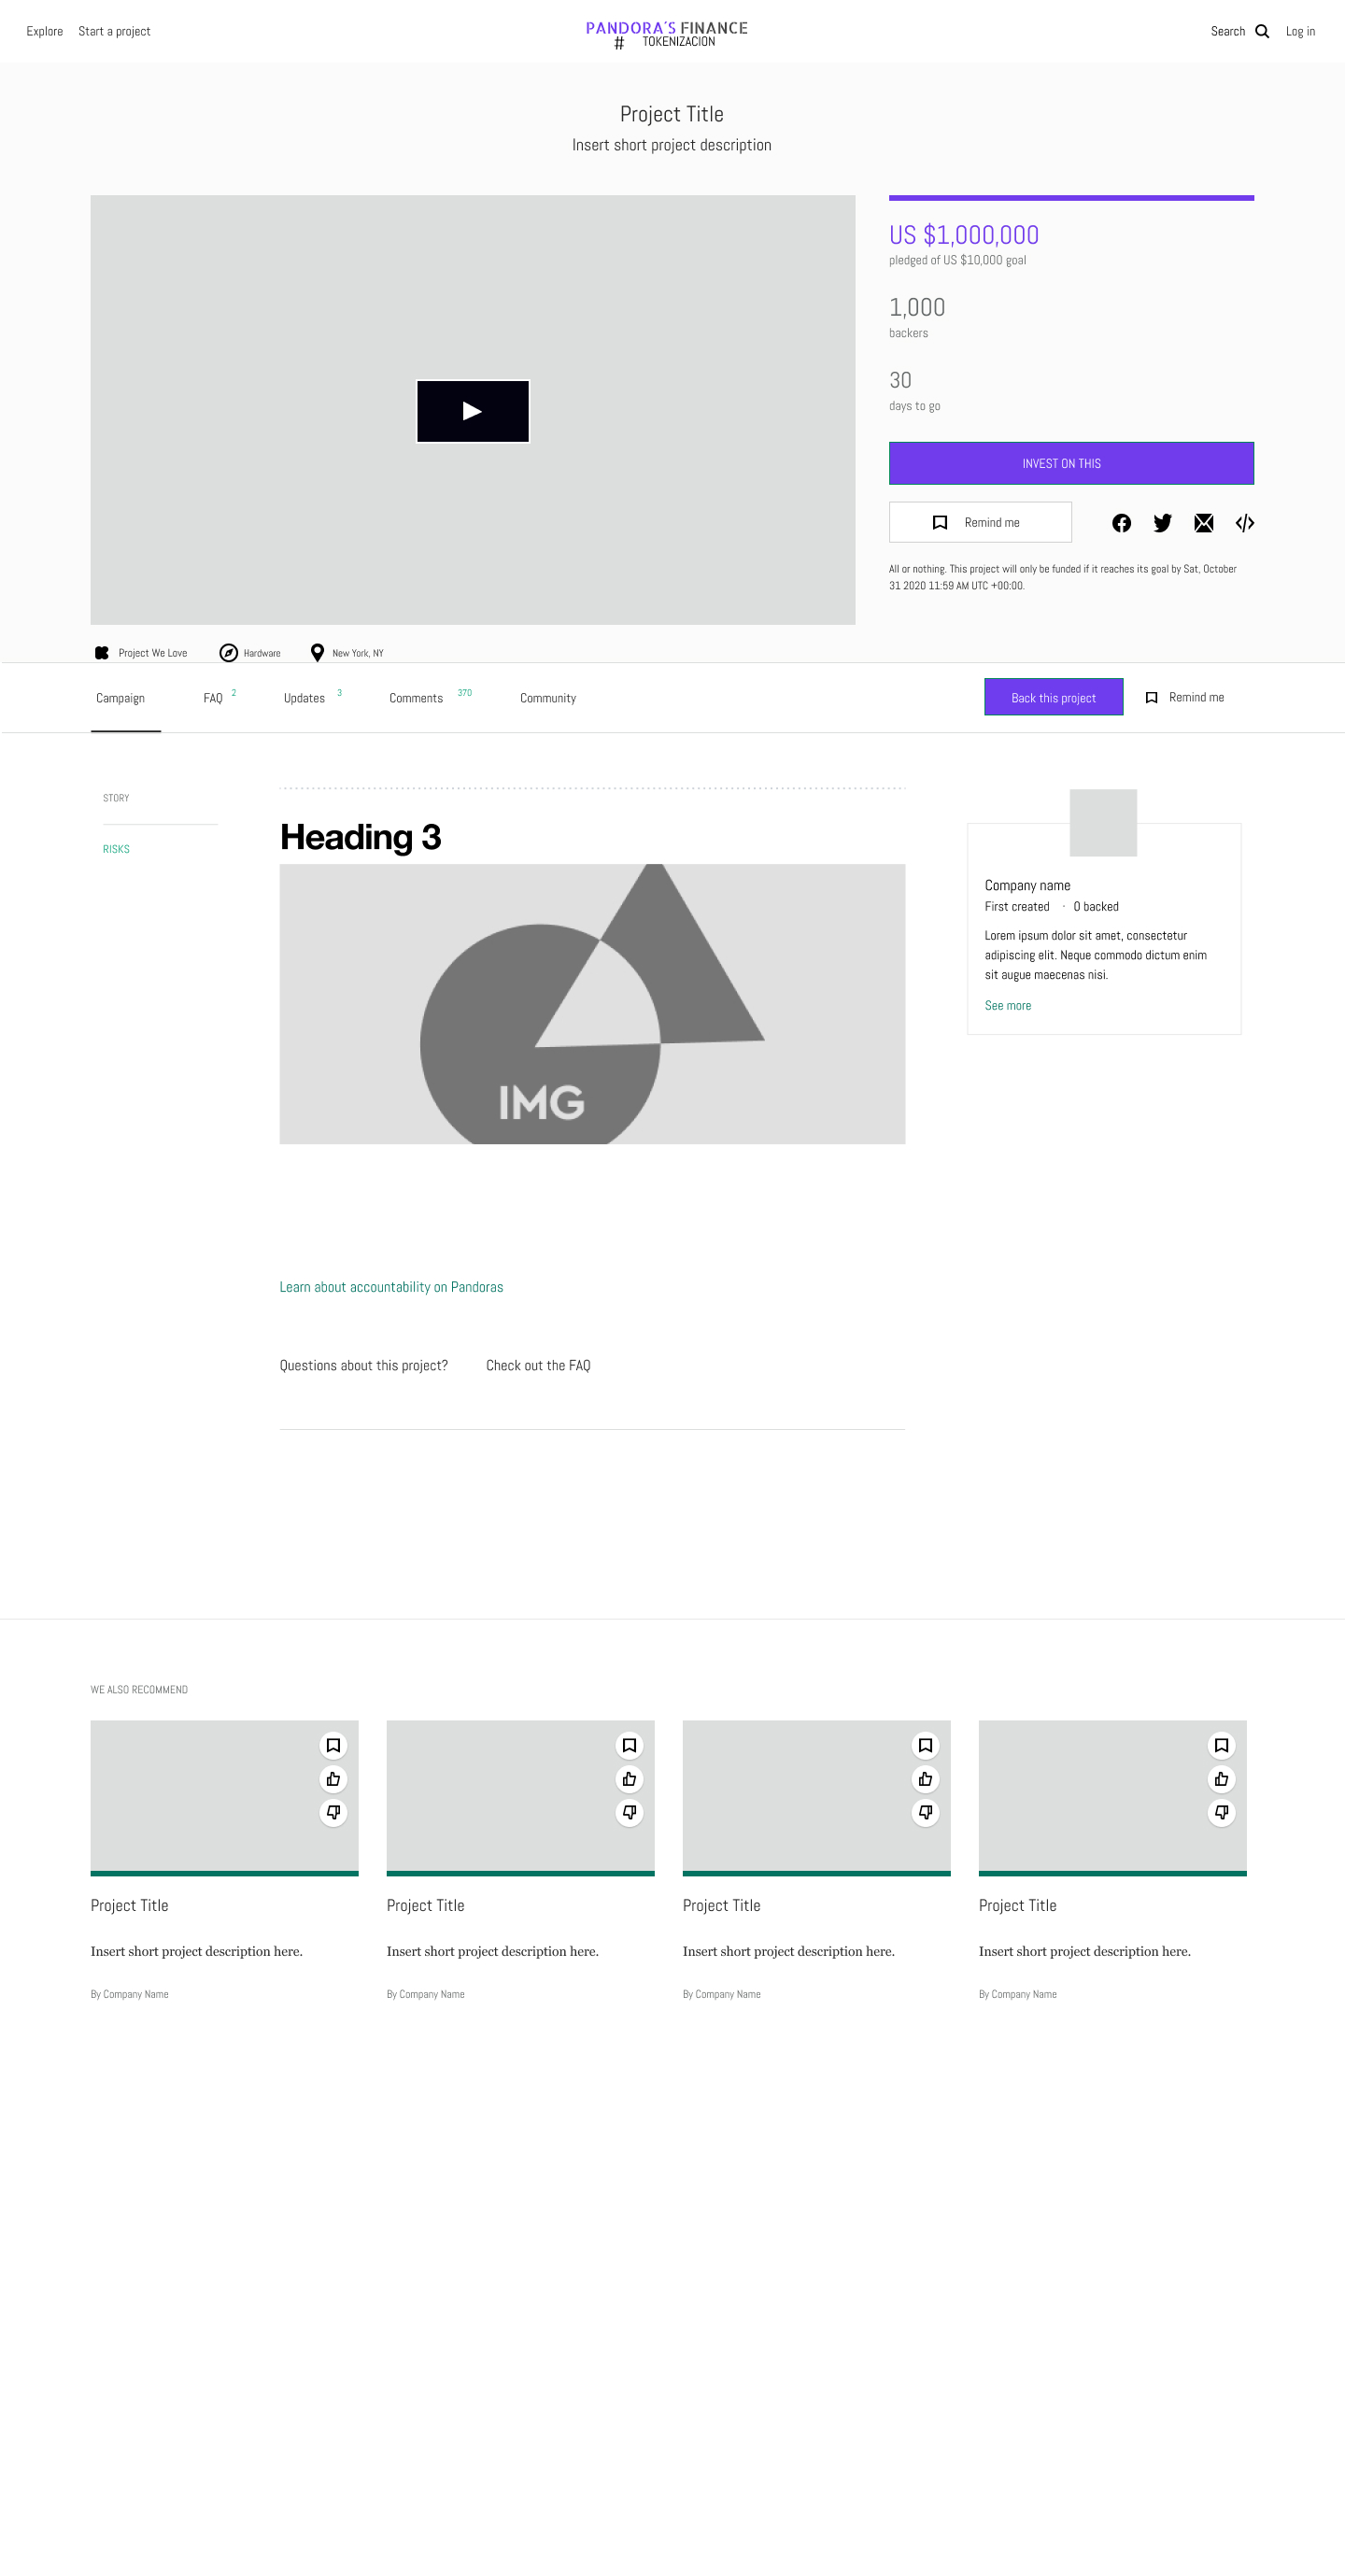 Explore Start a project
PANDORA´S FINANCE
# TOKENIZACION
Search Log in
Project Title
Insert short project description
US $1,000,000
pledged of US $10,000 goal
1,000
backers
30
days to go
INVEST ON THIS
Remind me
All or nothing. This project will only be funded if it reaches its goal by Sat, October
31 2020 11:59 AM UTC +00:00.
Project We Love Hardware New York, NY
Campaign FAQ 2 Updates 3 Comments 370 Community Back this project Remind me
STORY
RISKS
Heading 3
IMG
Learn about accountability on Pandoras
Questions about this project? Check out the FAQ
Company name
First created · 0 backed
Lorem ipsum dolor sit amet, consectetur
adipiscing elit. Neque commodo dictum enim
sit augue maecenas nisi.
See more
WE ALSO RECOMMEND
Project Title
Insert short project description here.
By Company Name
Project Title
Insert short project description here.
By Company Name
Project Title
Insert short project description here.
By Company Name
Project Title
Insert short project description here.
By Company Name